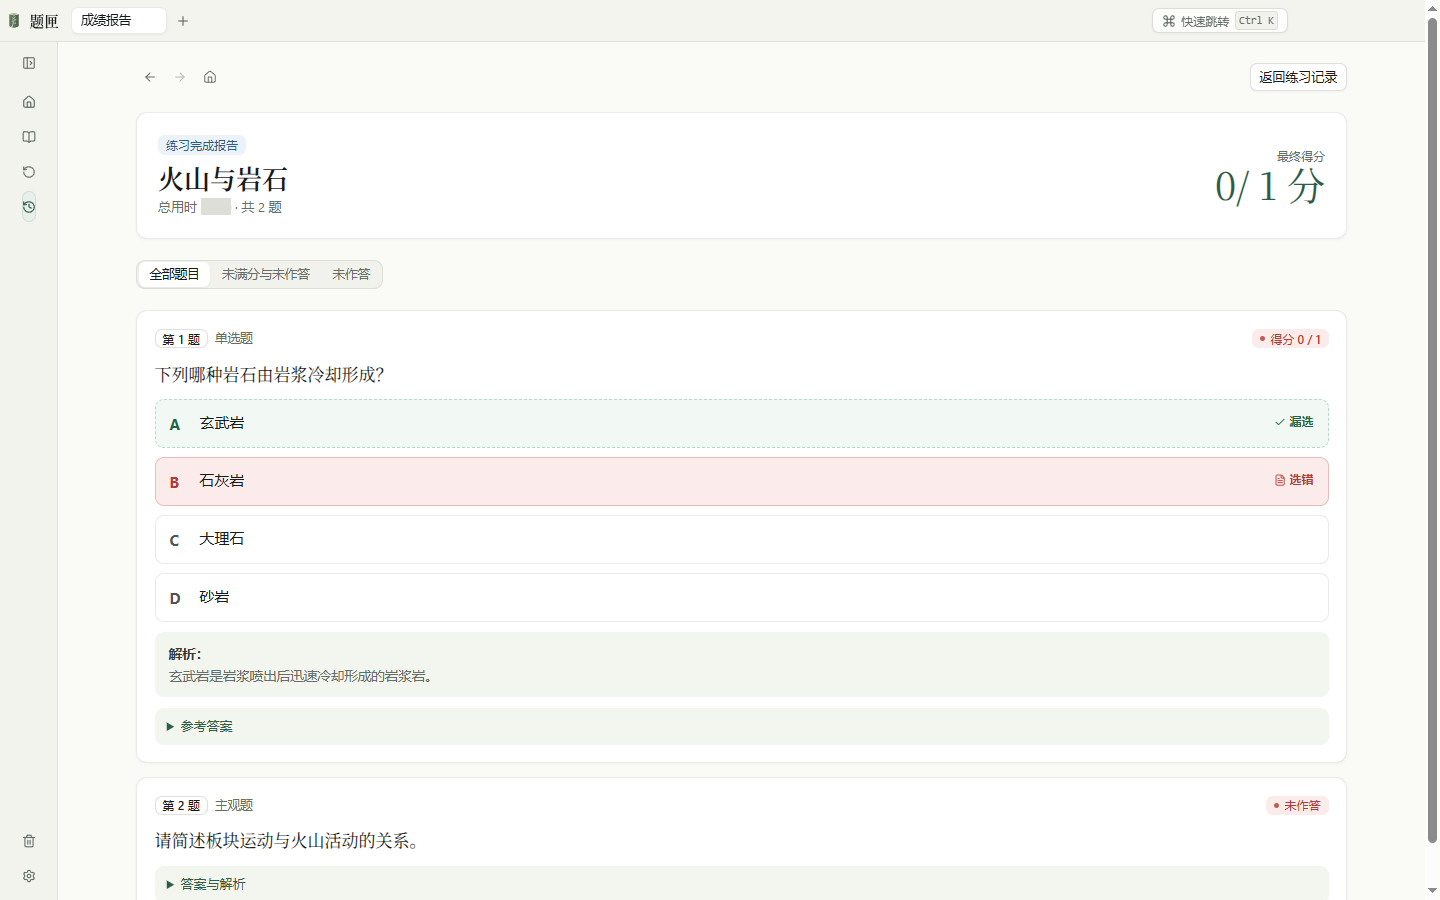 题匣
成绩报告
快速跳转 Ctrl K
返回练习记录
练习完成报告
火山与岩石
总用时 · 共 2 题
最终得分
0/ 1 分
全部题目 未满分与未作答 未作答
第 1 题 单选题
得分 0 / 1
下列哪种岩石由岩浆冷却形成？
A 玄武岩 漏选
B 石灰岩 选错
C 大理石
D 砂岩
解析：
玄武岩是岩浆喷出后迅速冷却形成的岩浆岩。
参考答案
第 2 题 主观题
未作答
请简述板块运动与火山活动的关系。
答案与解析